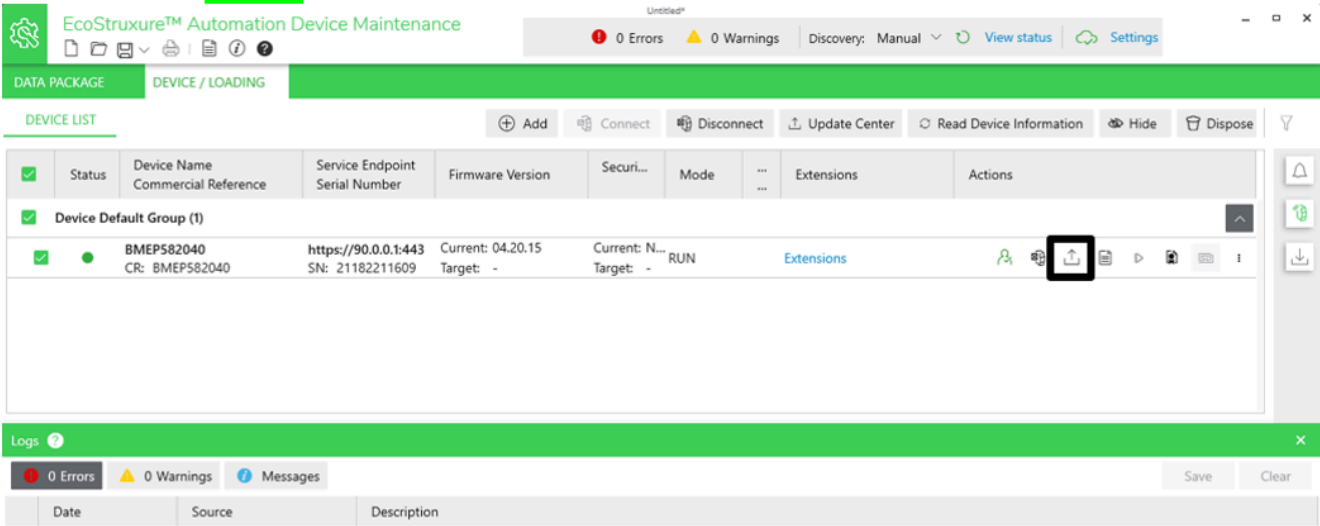 Untitled*
EcoStruxure™ Automation Device Maintenance
0 Errors 0 Warnings Discovery: Manual View status Settings
DATA PACKAGE DEVICE / LOADING
DEVICE LIST
Add Connect Disconnect Update Center Read Device Information Hide Dispose
Status Device Name Service Endpoint Firmware Version Securi... Mode ... Extensions Actions
Commercial Reference Serial Number ...
Device Default Group (1)
BMEP582040 https://90.0.0.1:443 Current: 04.20.15 Current: N... RUN Extensions
CR: BMEP582040 SN: 21182211609 Target: - Target: -
Logs ?
0 Errors 0 Warnings Messages Save Clear
Date Source Description